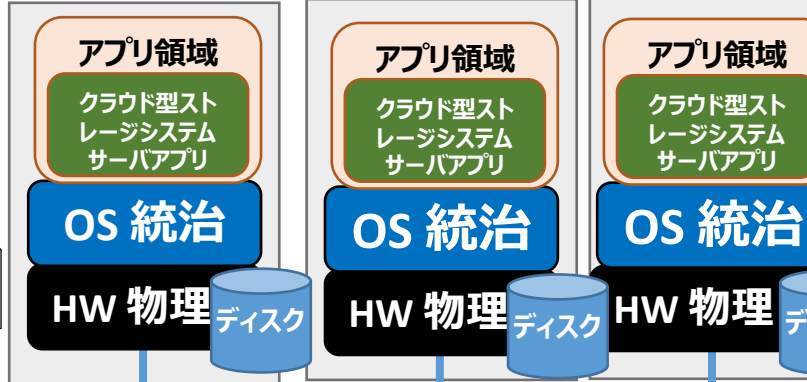 アプリ領域
クラウド型スト
レージシステム
サーバアプリ
OS 統治
HW 物理
ディスク
アプリ領域
クラウド型スト
レージシステム
サーバアプリ
OS 統治
HW 物理
ディスク
アプリ領域
クラウド型スト
レージシステム
サーバアプリ
OS 統治
HW 物理